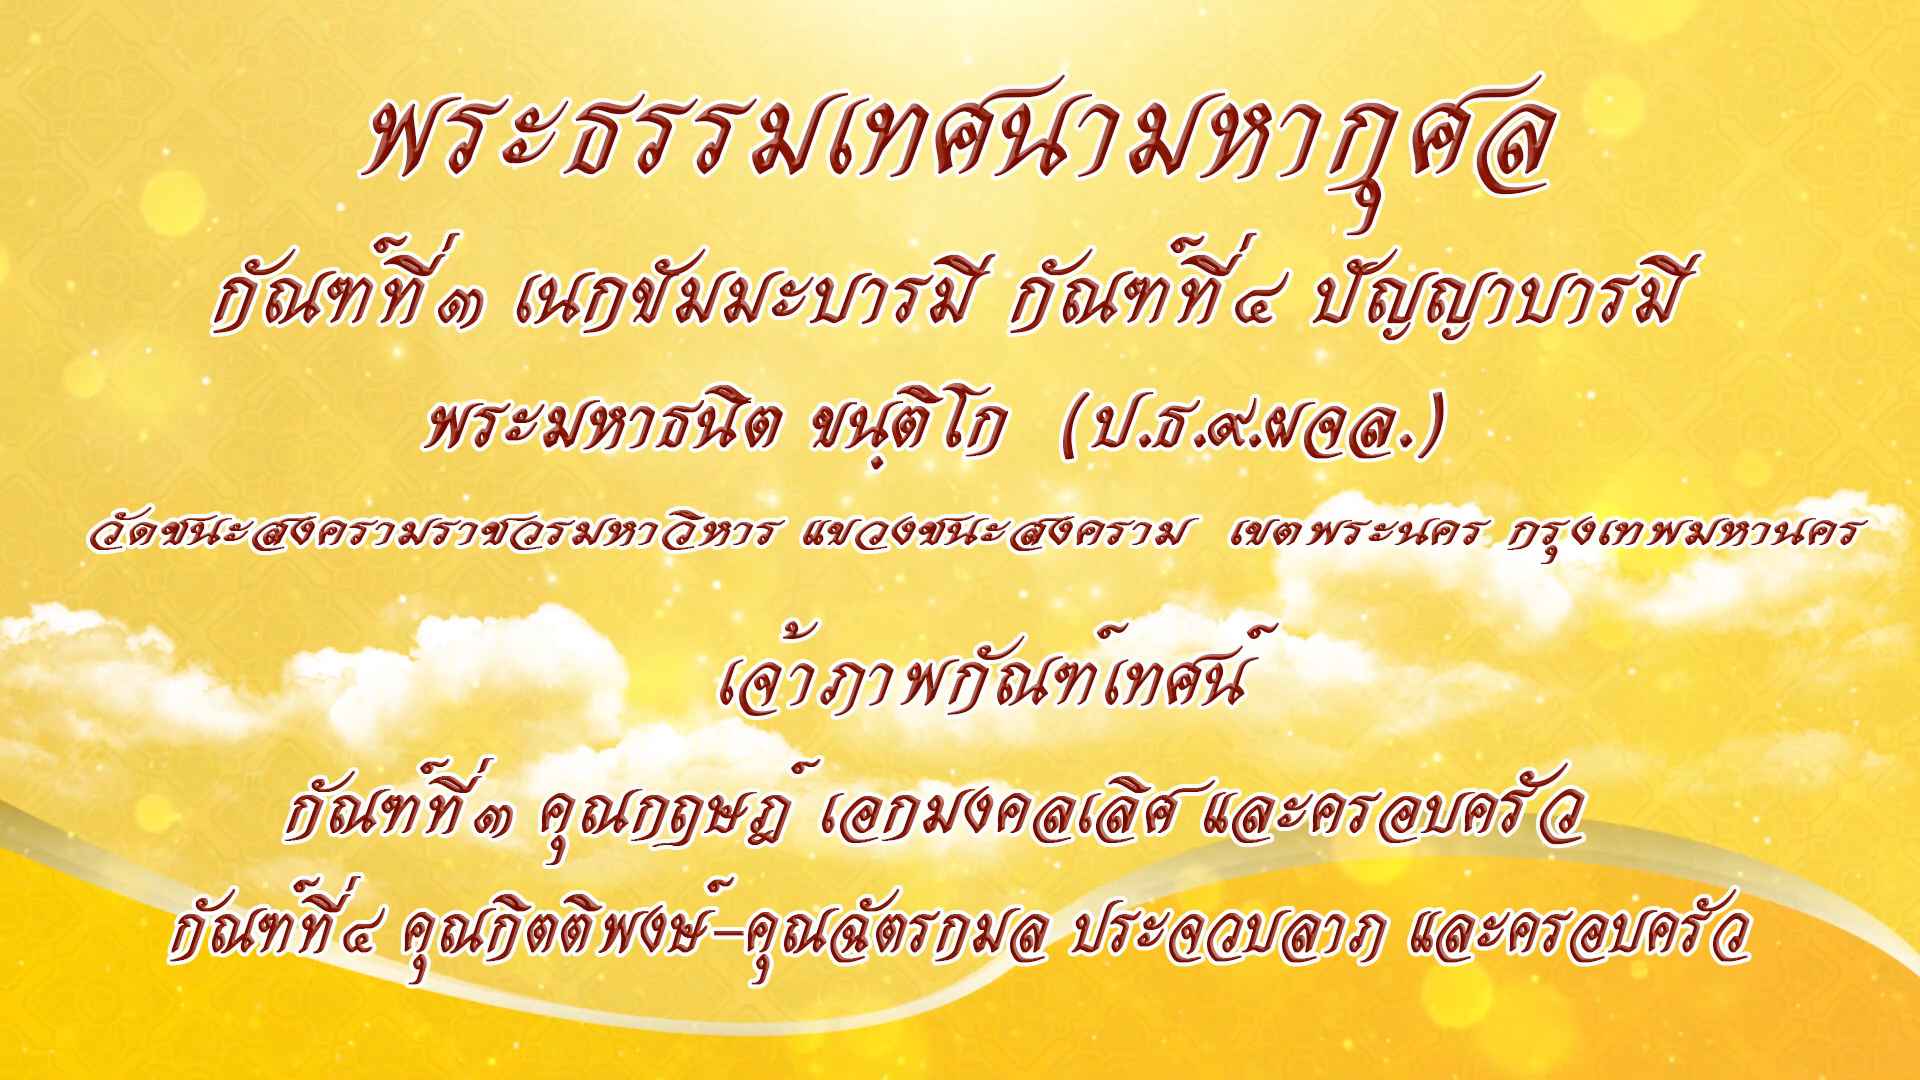 พระธรรมเทศนามหากุศล
กัณฑ์ที่ ๓ เนกขัมมะบารมี กัณฑ์ที่ ๔ ปัญญาบารมี
พระมหาธนิต ขนฺติโก (ป.ธ.๙.ผจล.)
วัดชนะสงครามราชวรมหาวิหาร แขวงชนะสงคราม เขตพระนคร กรุงเทพมหานคร
เจ้าภาพกัณฑ์เทศน์
กัณฑ์ที่ ๓ คุณกฤษฎ์ เอกมงคลเลิศ และครอบครัว
กัณฑ์ที่ ๔ คุณกิตติพงษ์-คุณฉัตรกมล ประจวบลาภ และครอบครัว